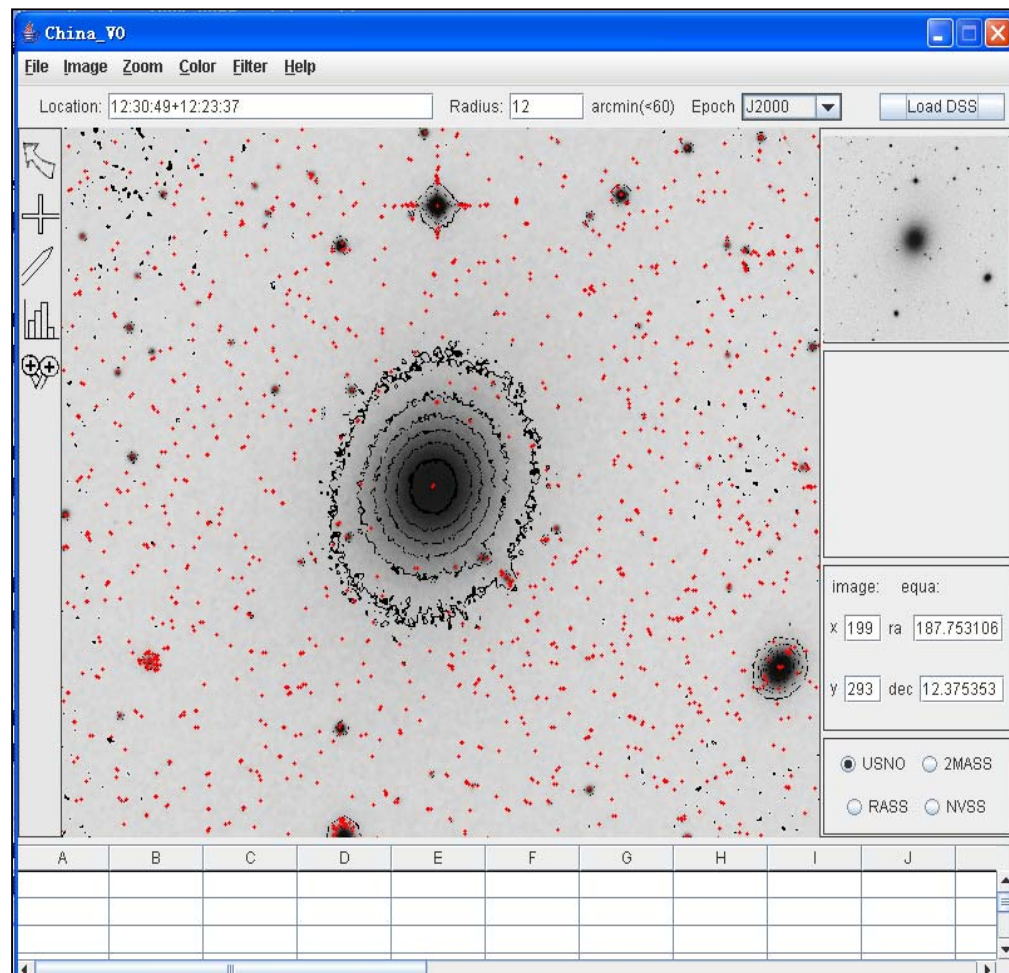 China_VO
File Image Zoom Color Filter Help
Location: 12:30:49+12:23:37 Radius: 12 arcmin(<60) Epoch J2000 Load DSS
image: equa:
x 199 ra 187.753106
y 293 dec 12.375353
USNO 2MASS
RASS NVSS
A B C D E F G H I J